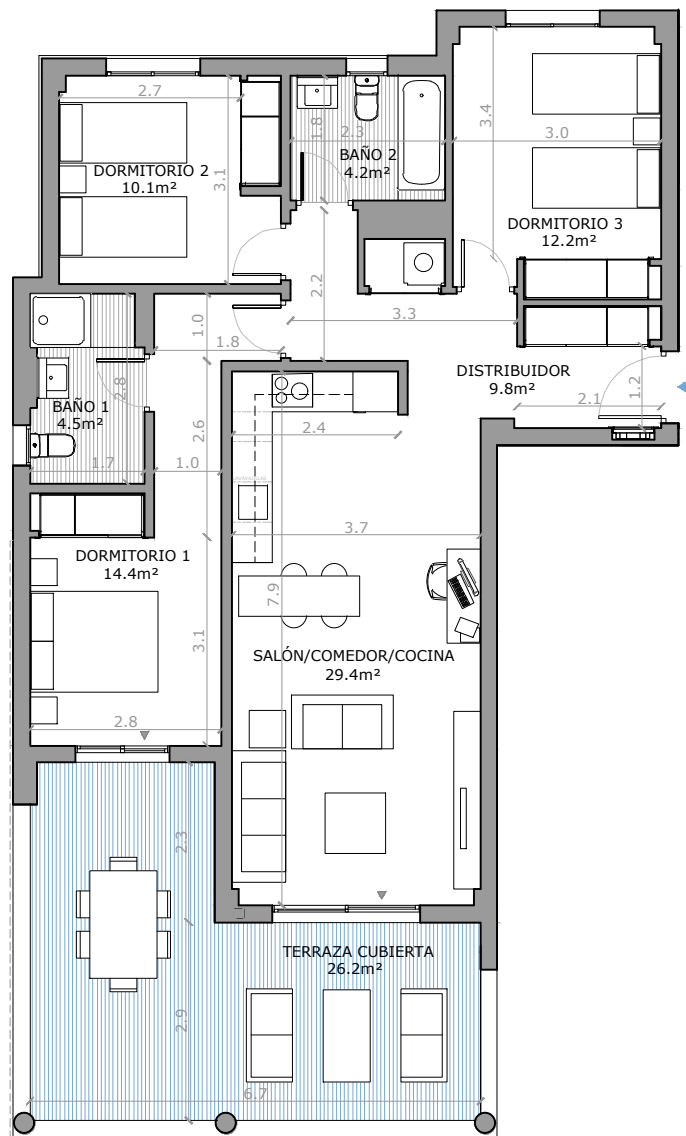 2.7
DORMITORIO 2
10.1m²
3.1
1.8
2.3
BAÑO 2
4.2m²
3.4
3.0
DORMITORIO 3
12.2m²
2.2
3.3
1.0
1.8
DISTRIBUIDOR
9.8m²
2.1
1.2
2.8
BAÑO 1
4.5m²
1.7
2.6
1.0
2.4
3.7
DORMITORIO 1
14.4m²
3.1
2.8
7.9
SALÓN/COMEDOR/COCINA
29.4m²
2.3
TERRAZA CUBIERTA
26.2m²
2.9
6.7